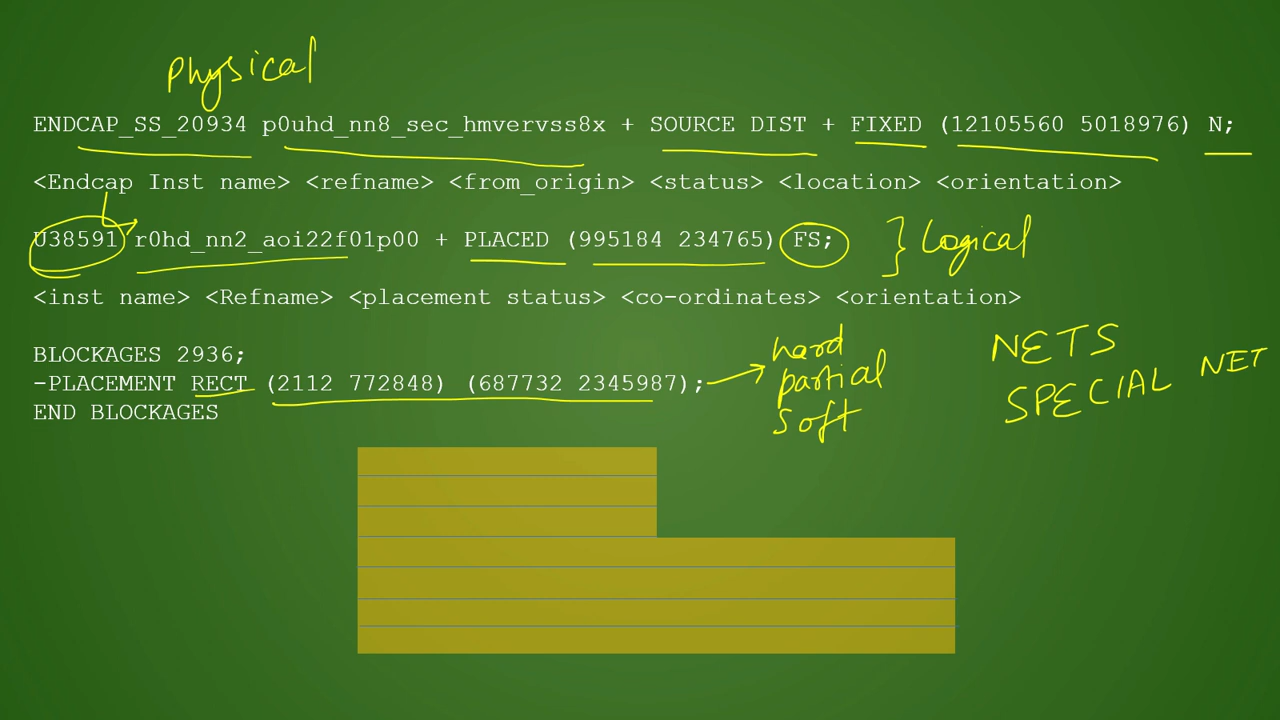 Physical
ENDCAP_SS_20934 p0uhd_nn8_sec_hmvervss8x + SOURCE DIST + FIXED (12105560 5018976) N;
<Endcap Inst name> <refname> <from_origin> <status> <location> <orientation>
U38591 r0hd_nn2_aoi22f01p00 + PLACED (995184 234765) FS; } Logical
<inst name> <Refname> <placement status> <co-ordinates> <orientation>
BLOCKAGES 2936;
-PLACEMENT RECT (2112 772848) (687732 2345987);
END BLOCKAGES
hard
partial
soft
NETS
SPECIAL NET